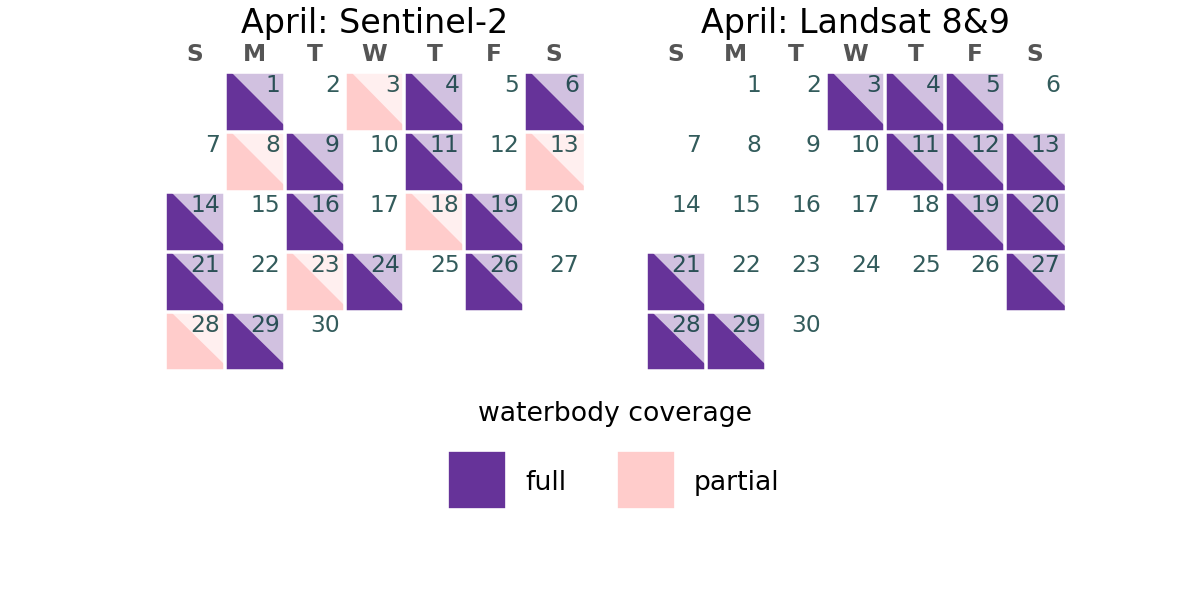 April: Sentinel-2
S M T W T F S
1 2 3 4 5 6
7 8 9 10 11 12 13
14 15 16 17 18 19 20
21 22 23 24 25 26 27
28 29 30
April: Landsat 8&9
S M T W T F S
1 2 3 4 5 6
7 8 9 10 11 12 13
14 15 16 17 18 19 20
21 22 23 24 25 26 27
28 29 30
waterbody coverage
full partial